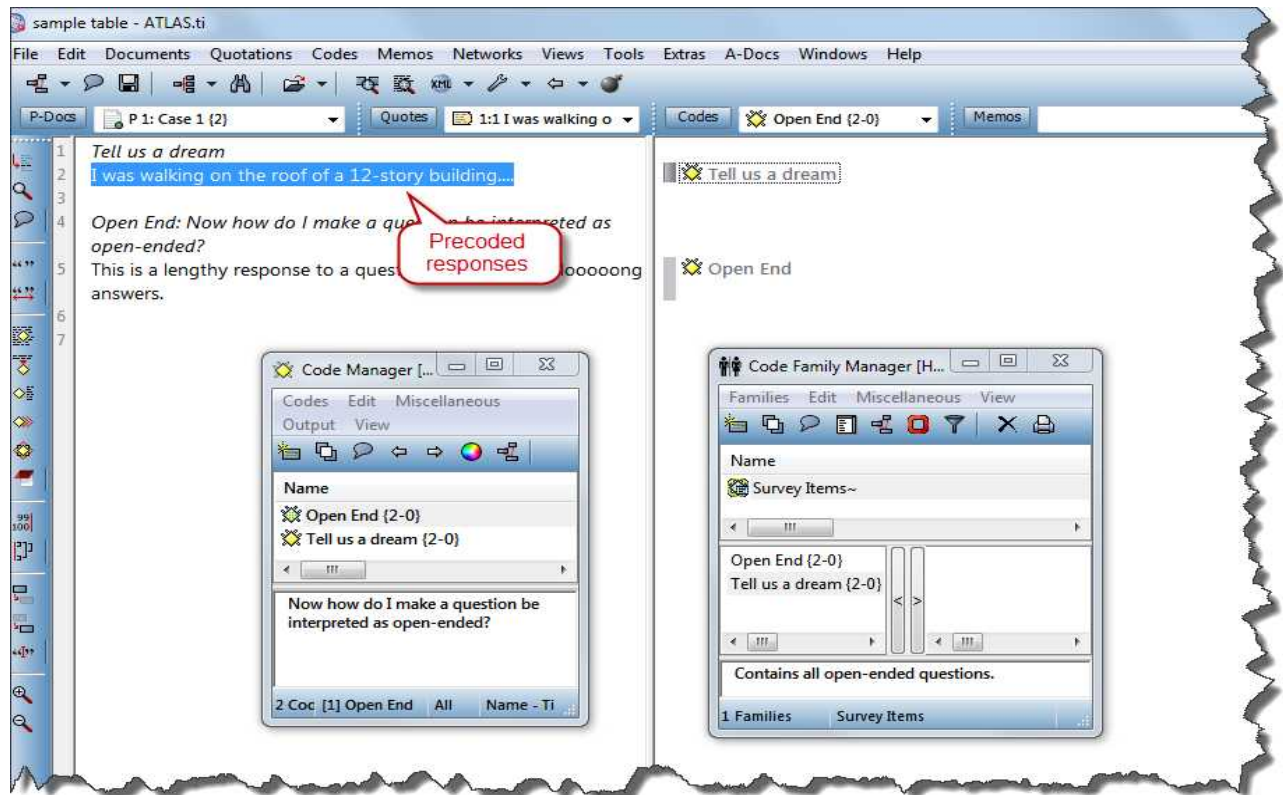 sample table - ATLAS.ti
File Edit Documents Quotations Codes Memos Networks Views Tools Extras A-Docs Windows Help
XML
P-Docs P 1: Case 1 {2} Quotes 1:1 I was walking o Codes Open End {2-0} Memos
1 Tell us a dream
2 I was walking on the roof of a 12-story building.... Tell us a dream
3
4 Open End: Now how do I make a be interpreted as
open-ended?
Precoded
responses
5 This is a lengthy response to a Open End
answers.
6
7
Code Manager [...
Codes Edit Miscellaneous
Output View
Name
Open End {2-0}
Tell us a dream {2-0}
Now how do I make a question be
interpreted as open-ended?
2 Coc [1] Open End All Name - Ti
Code Family Manager [H...
Families Edit Miscellaneous View
Name
Survey Items~
Open End {2-0}
Tell us a dream {2-0}
< >
Contains all open-ended questions.
1 Families Survey Items
99
100